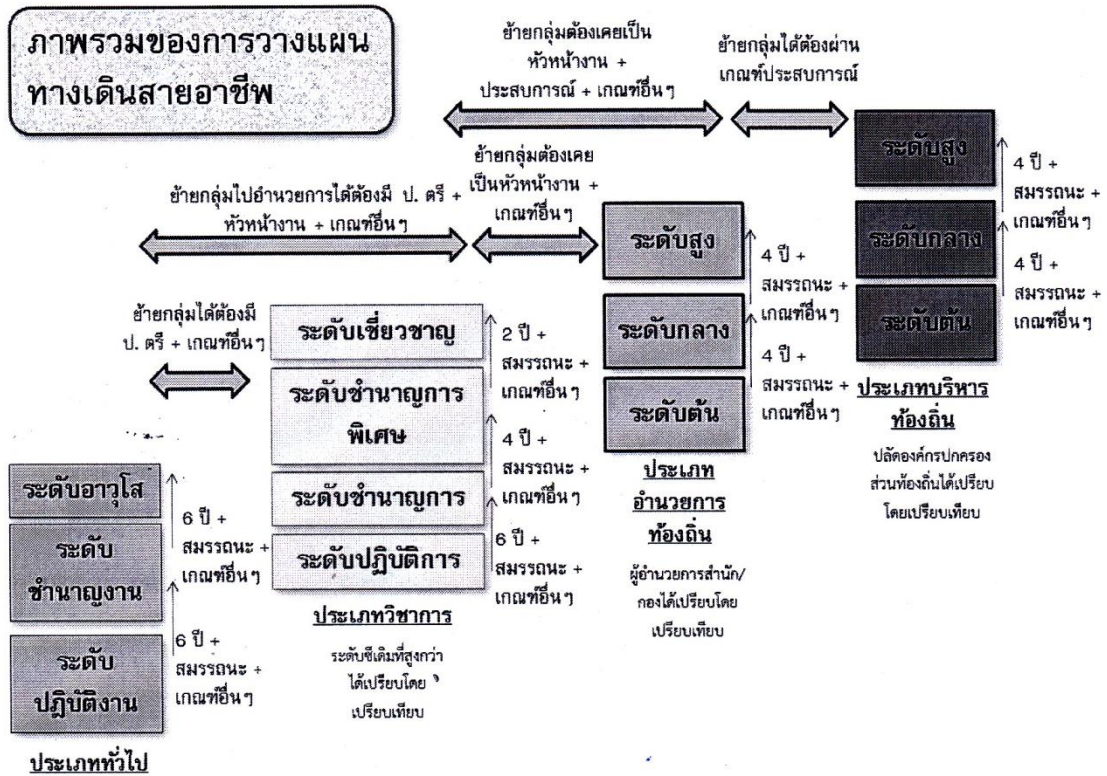 ภาพรวมของการวางแผน
ทางเดินสายอาชีพ
ย้ายกลุ่มต้องเคยเป็น
หัวหน้างาน +
ประสบการณ์ + เกณฑ์อื่นๆ
ย้ายกลุ่มได้ต้องผ่าน
เกณฑ์ประสบการณ์
ย้ายกลุ่มไปอำนวยการได้ต้องมี ป. ตรี +
หัวหน้างาน + เกณฑ์อื่นๆ
ย้ายกลุ่มต้องเคย
เป็นหัวหน้างาน +
เกณฑ์อื่นๆ
ย้ายกลุ่มได้ต้องมี
ป. ตรี + เกณฑ์อื่นๆ
ระดับอาวุโส
6 ปี +
สมรรถนะ +
เกณฑ์อื่นๆ
ระดับ
ชำนาญงาน
6 ปี +
สมรรถนะ +
เกณฑ์อื่นๆ
ระดับ
ปฎิบัติงาน
ประเภททั่วไป
ระดับเชี่ยวชาญ
2 ปี +
สมรรถนะ +
เกณฑ์อื่นๆ
ระดับชำนาญการ
พิเศษ
4 ปี +
สมรรถนะ +
เกณฑ์อื่นๆ
ระดับชำนาญการ
6 ปี +
สมรรถนะ +
เกณฑ์อื่นๆ
ระดับปฏิบัติการ
ประเภทวิชาการ
ระดับซีเดิมที่สูงกว่า
ได้เปรียบโดย
เปรียบเทียบ
ระดับสูง
4 ปี +
สมรรถนะ +
เกณฑ์อื่นๆ
ระดับกลาง
4 ปี +
สมรรถนะ +
เกณฑ์อื่นๆ
ระดับต้น
ประเภท
อำนวยการ
ท้องถิ่น
ผู้อำนวยการสำนัก/
กองได้เปรียบโดย
เปรียบเทียบ
ระดับสูง
4 ปี +
สมรรถนะ +
เกณฑ์อื่นๆ
ระดับกลาง
4 ปี +
สมรรถนะ +
เกณฑ์อื่นๆ
ระดับต้น
ประเภทบริหาร
ท้องถิ่น
ปลัดองค์กรปกครอง
ส่วนท้องถิ่นได้เปรียบ
โดยเปรียบเทียบ